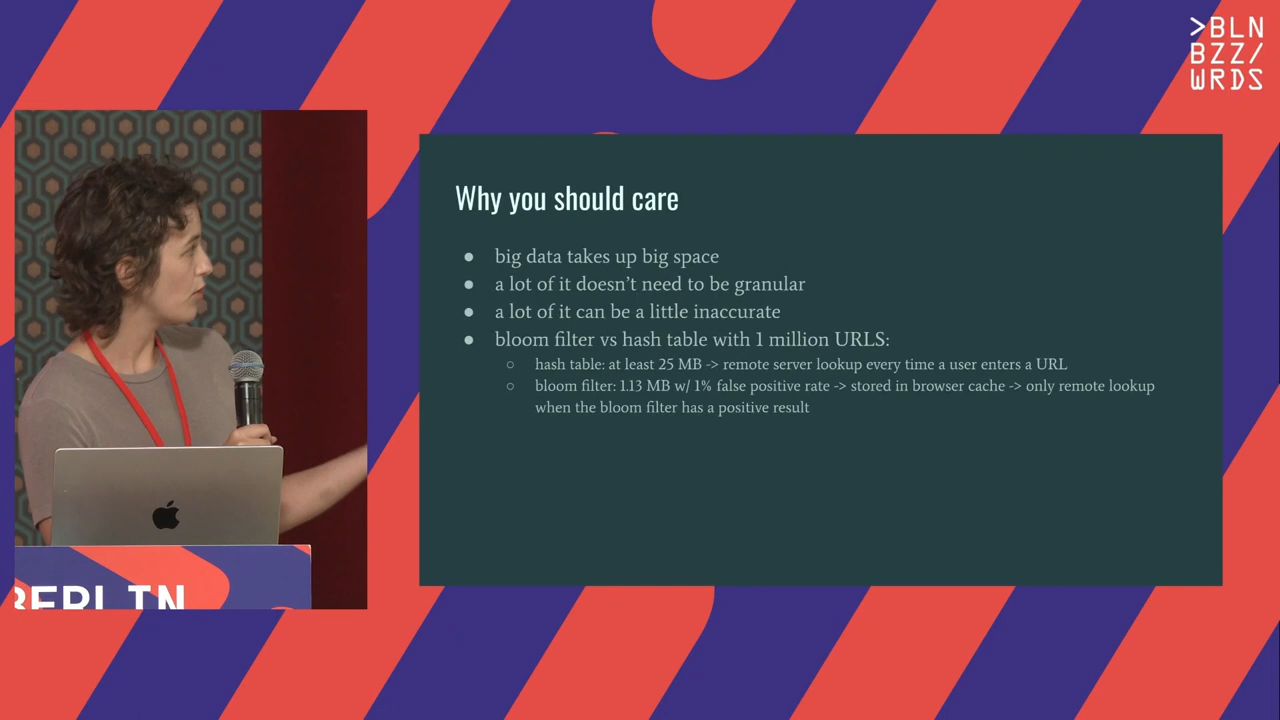 >BLN
BZZ/
WRDS
Why you should care
● big data takes up big space
● a lot of it doesn’t need to be granular
● a lot of it can be a little inaccurate
● bloom filter vs hash table with 1 million URLS:
○ hash table: at least 25 MB -> remote server lookup every time a user enters a URL
○ bloom filter: 1.13 MB w/ 1% false positive rate -> stored in browser cache -> only remote lookup
when the bloom filter has a positive result
BERLIN